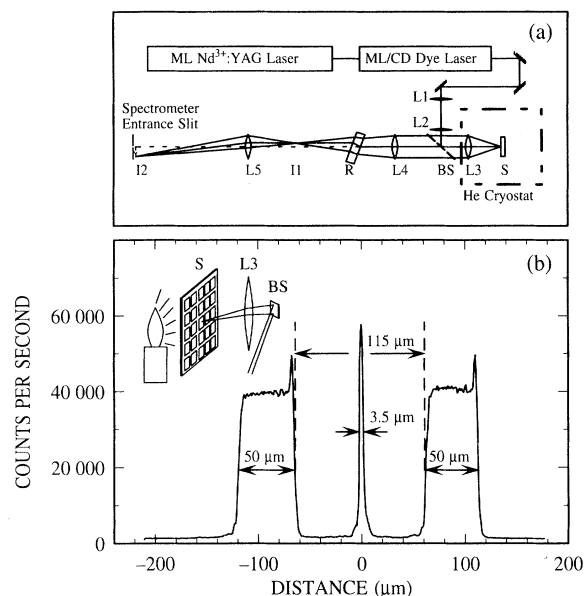 (a)
ML Nd³⁺:YAG Laser
ML/CD Dye Laser
L1
L2
Spectrometer
Entrance Slit
I2
L5
I1
R
L4
BS
L3
S
He Cryostat
(b)
S
L3
BS
115 μm
3.5 μm
50 μm
50 μm
COUNTS PER SECOND
60 000
40 000
20 000
0
−200
−100
0
100
200
DISTANCE (μm)